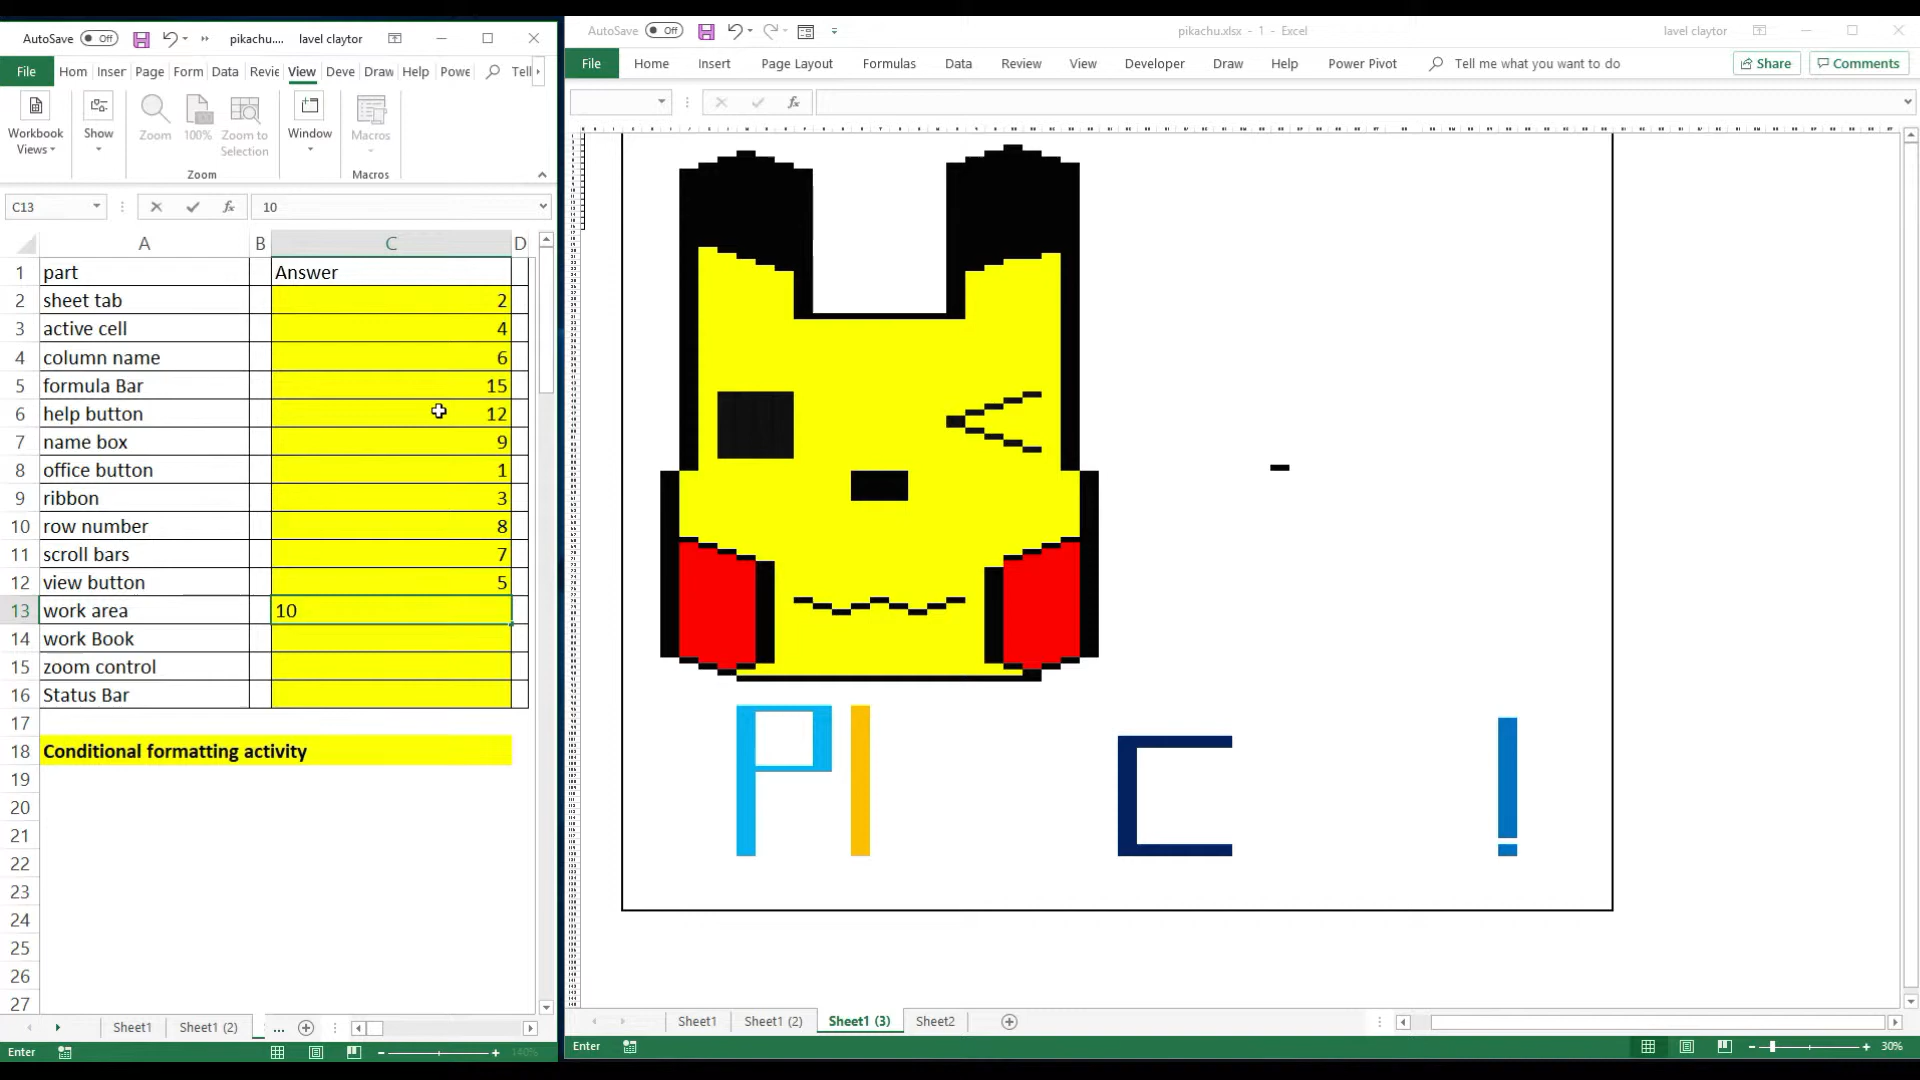 AutoSave Off pikachu.... lavel claytor
File Hom Inser Page Form Data Revie View Deve Draw Help Powe Tell
Workbook Views Show Zoom 100% Zoom to Selection Window Macros
Zoom Macros
C13 fx 10
A B C D
1 part Answer
2 sheet tab 2
3 active cell 4
4 column name 6
5 formula Bar 15
6 help button 12
7 name box 9
8 office button 1
9 ribbon 3
10 row number 8
11 scroll bars 7
12 view button 5
13 work area 10
14 work Book
15 zoom control
16 Status Bar
17
18 Conditional formatting activity
19
20
21
22
23
24
25
26
27
Sheet1 Sheet1 (2) ...
Enter 140%
AutoSave Off pikachu.xlsx - 1 - Excel lavel claytor
File Home Insert Page Layout Formulas Data Review View Developer Draw Help Power Pivot Tell me what you want to do Share Comments
fx
PI C !
Sheet1 Sheet1 (2) Sheet1 (3) Sheet2
Enter 30%